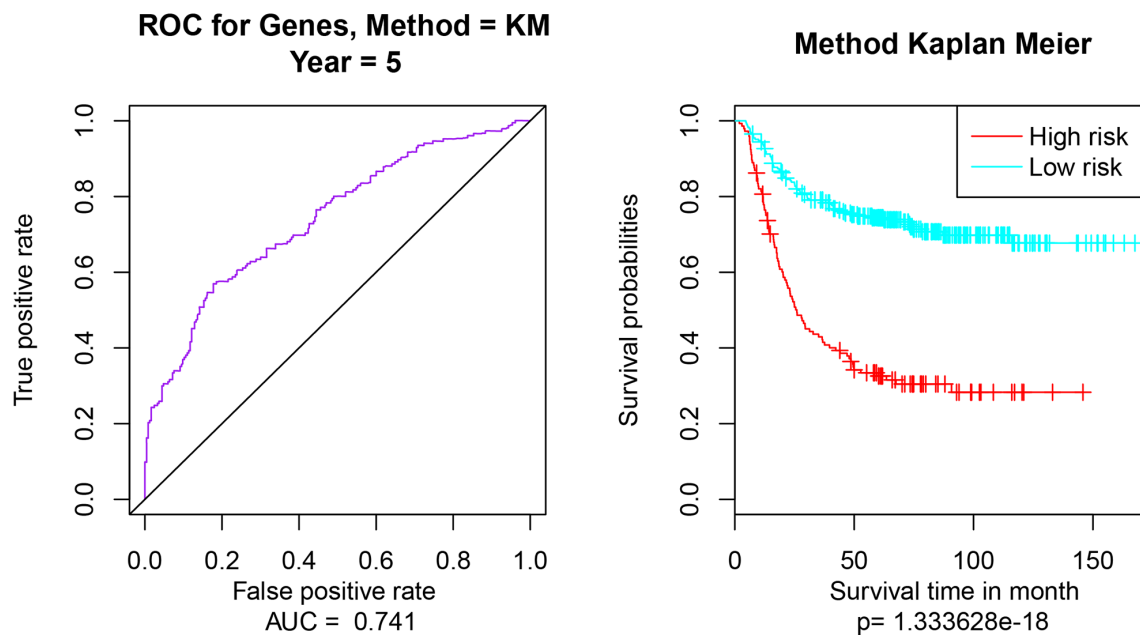 ROC for Genes, Method = KM
Year = 5
True positive rate
1.0
0.8
0.6
0.4
0.2
0.0
0.0 0.2 0.4 0.6 0.8 1.0
False positive rate
AUC = 0.741
Method Kaplan Meier
High risk
Low risk
Survival probabilities
1.0
0.8
0.6
0.4
0.2
0.0
0 50 100 150
Survival time in month
p= 1.333628e-18